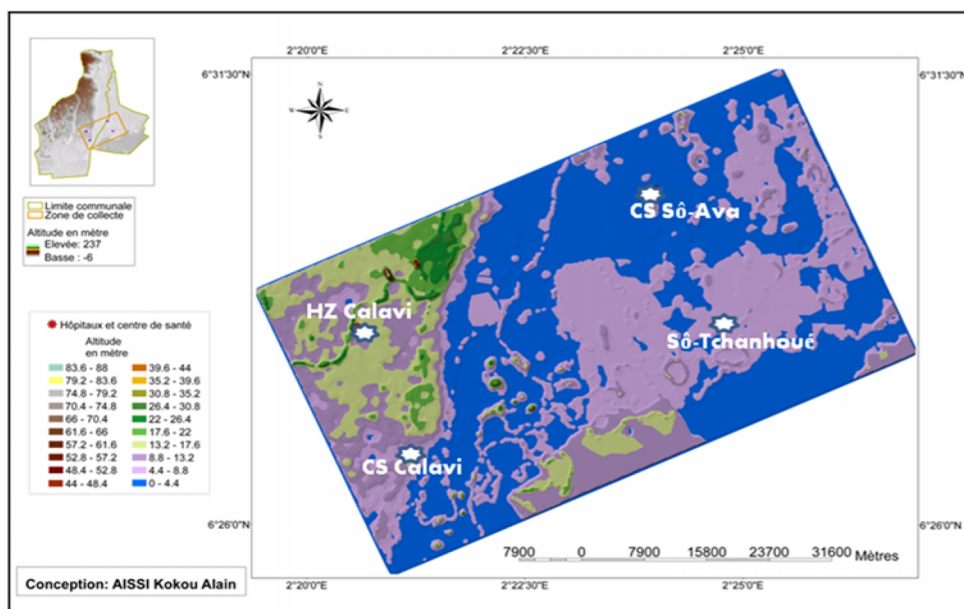 2°20'0"E 2°22'30"E 2°25'0"E
6°31'30"N 6°31'30"N
Limite communale
Zone de collecte
Altitude en mètre
Elevée: 237
Basse : -6
Hôpitaux et centre de santé
Altitude
en mètre
83.6 - 88 39.6 - 44
79.2 - 83.6 35.2 - 39.6
74.8 - 79.2 30.8 - 35.2
70.4 - 74.8 26.4 - 30.8
66 - 70.4 22 - 26.4
61.6 - 66 17.6 - 22
57.2 - 61.6 13.2 - 17.6
52.8 - 57.2 8.8 - 13.2
48.4 - 52.8 4.4 - 8.8
44 - 48.4 0 - 4.4
CS Sô-Ava
HZ Calavi
Sô-Tchanhoué
CS Calavi
6°26'0"N 6°26'0"N
7900 0 7900 15800 23700 31600 Mètres
Conception: AISSI Kokou Alain
2°20'0"E 2°22'30"E 2°25'0"E